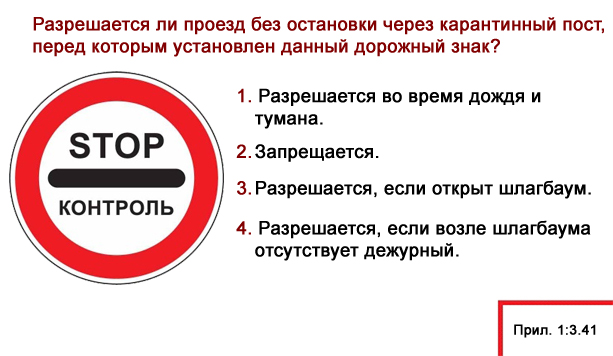 Разрешается ли проезд без остановки через карантинный пост,
перед которым установлен данный дорожный знак?
STOP
КОНТРОЛЬ
1. Разрешается во время дождя и
тумана.
2. Запрещается.
3. Разрешается, если открыт шлагбаум.
4. Разрешается, если возле шлагбаума
отсутствует дежурный.
Прил. 1:3.41